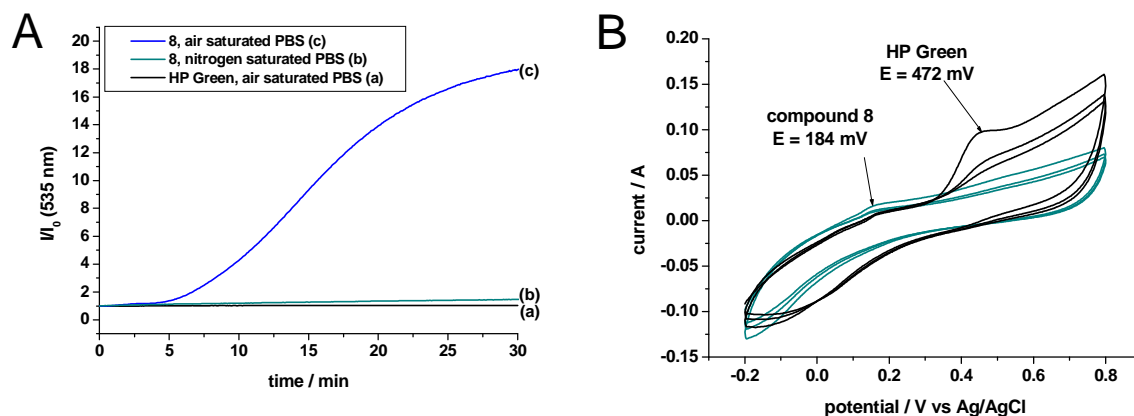 A
8, air saturated PBS (c)
8, nitrogen saturated PBS (b)
HP Green, air saturated PBS (a)
I/I0 (535 nm)
20
18
16
14
12
10
8
6
4
2
0
(c)
(b)
(a)
0 5 10 15 20 25 30
time / min
B
HP Green
E = 472 mV
compound 8
E = 184 mV
current / A
0.20
0.15
0.10
0.05
0.00
-0.05
-0.10
-0.15
-0.2 0.0 0.2 0.4 0.6 0.8
potential / V vs Ag/AgCl